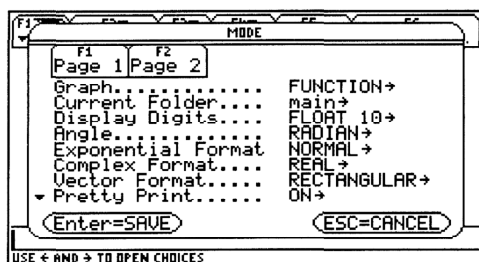 MODE
F1 F2
Page 1 Page 2
Graph............. FUNCTION→
Current Folder..... main→
Display Digits.... FLOAT 10→
Angle............. RADIAN→
Exponential Format NORMAL→
Complex Format.... REAL→
Vector Format...... RECTANGULAR→
Pretty Print...... ON→
Enter=SAVE ESC=CANCEL
USE ← AND → TO OPEN CHOICES